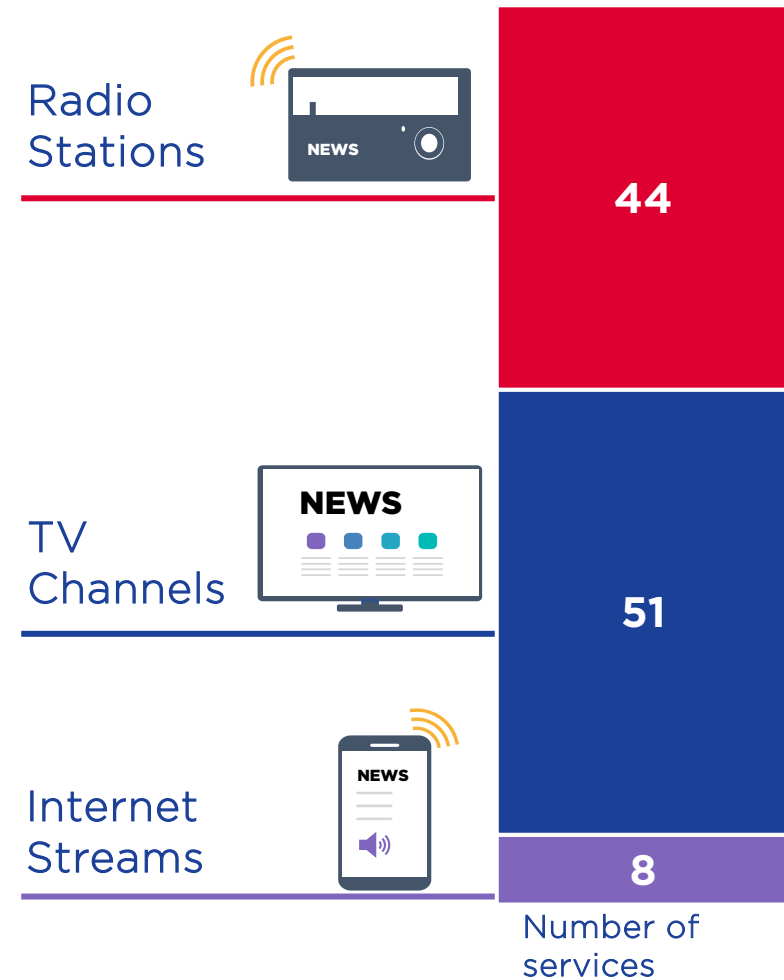 Radio
Stations
NEWS
44
NEWS
TV
Channels
51
NEWS
Internet
Streams
8
Number of
services